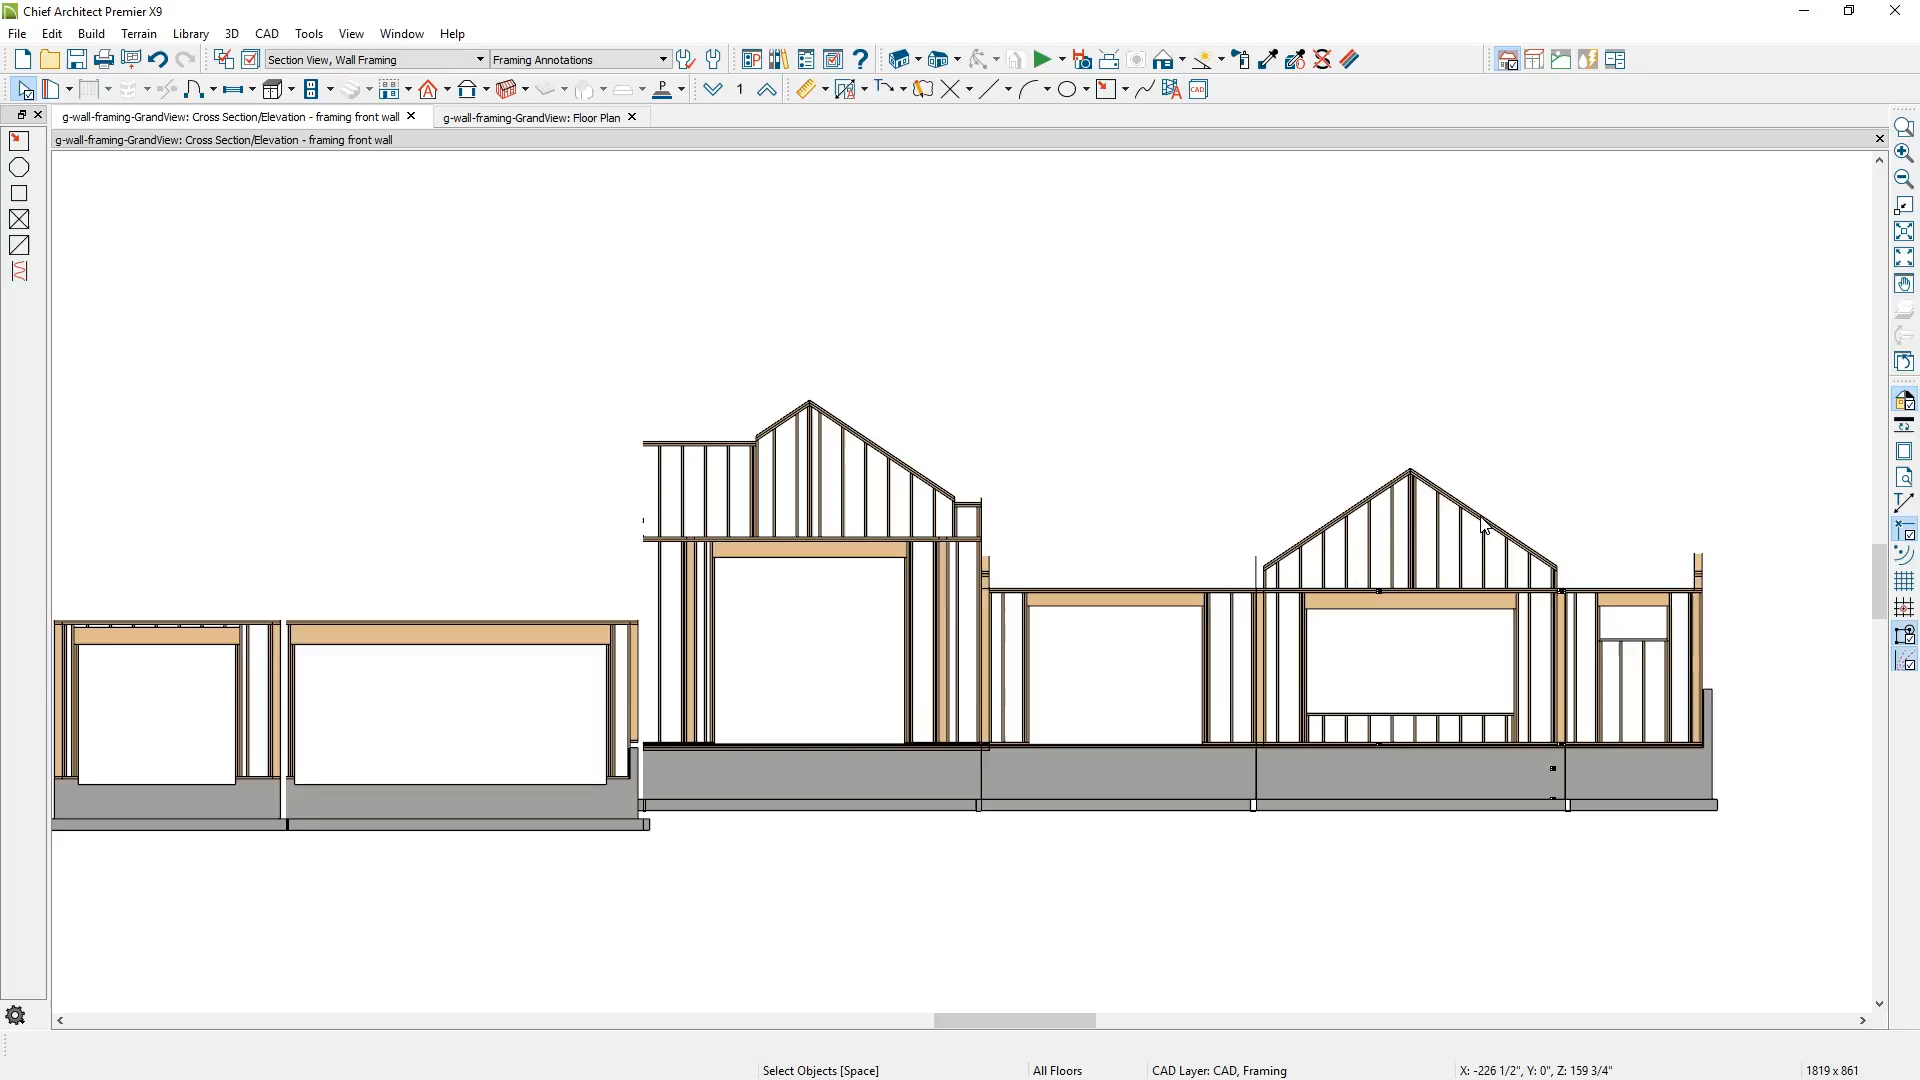 Chief Architect Premier X9
File Edit Build Terrain Library 3D CAD Tools View Window Help
Section View, Wall Framing Framing Annotations
1 CAD
g-wall-framing-GrandView: Cross Section/Elevation - framing front wall g-wall-framing-GrandView: Floor Plan
g-wall-framing-GrandView: Cross Section/Elevation - framing front wall
Select Objects [Space] All Floors CAD Layer: CAD, Framing X: -226 1/2", Y: 0", Z: 159 3/4" 1819 x 861